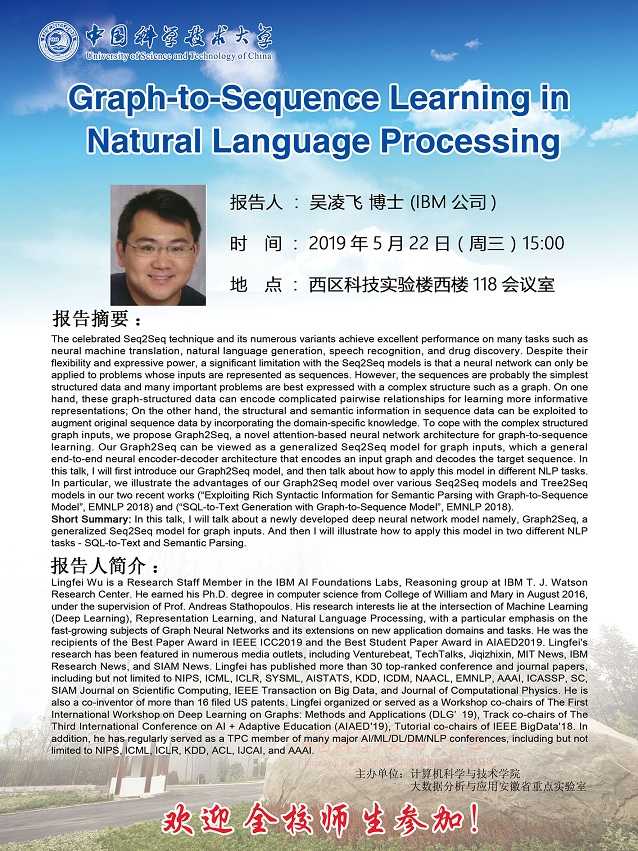 中国科学技术大学
University of Science and Technology of China
Graph-to-Sequence Learning in
Natural Language Processing
报告人 : 吴凌飞 博士 (IBM 公司)
时 间 : 2019 年 5 月 22 日 ( 周三 ) 15:00
地 点 : 西区科技实验楼西楼 118 会议室
报告摘要 :
The celebrated Seq2Seq technique and its numerous variants achieve excellent performance on many tasks such as
neural machine translation, natural language generation, speech recognition, and drug discovery. Despite their
flexibility and expressive power, a significant limitation with the Seq2Seq models is that a neural network can only be
applied to problems whose inputs are represented as sequences. However, the sequences are probably the simplest
structured data and many important problems are best expressed with a complex structure such as a graph. On one
hand, these graph-structured data can encode complicated pairwise relationships for learning more informative
representations; On the other hand, the structural and semantic information in sequence data can be exploited to
augment original sequence data by incorporating the domain-specific knowledge. To cope with the complex structured
graph inputs, we propose Graph2Seq, a novel attention-based neural network architecture for graph-to-sequence
learning. Our Graph2Seq can be viewed as a generalized Seq2Seq model for graph inputs, which a general
end-to-end neural encoder-decoder architecture that encodes an input graph and decodes the target sequence. In
this talk, I will first introduce our Graph2Seq model, and then talk about how to apply this model in different NLP tasks.
In particular, we illustrate the advantages of our Graph2Seq model over various Seq2Seq models and Tree2Seq
models in our two recent works (“Exploiting Rich Syntactic Information for Semantic Parsing with Graph-to-Sequence
Model”, EMNLP 2018) and (“SQL-to-Text Generation with Graph-to-Sequence Model”, EMNLP 2018).
Short Summary: In this talk, I will talk about a newly developed deep neural network model namely, Graph2Seq, a
generalized Seq2Seq model for graph inputs. And then I will illustrate how to apply this model in two different NLP
tasks - SQL-to-Text and Semantic Parsing.
报告人简介 :
Lingfei Wu is a Research Staff Member in the IBM AI Foundations Labs, Reasoning group at IBM T. J. Watson
Research Center. He earned his Ph.D. degree in computer science from College of William and Mary in August 2016,
under the supervision of Prof. Andreas Stathopoulos. His research interests lie at the intersection of Machine Learning
(Deep Learning), Representation Learning, and Natural Language Processing, with a particular emphasis on the
fast-growing subjects of Graph Neural Networks and its extensions on new application domains and tasks. He was the
recipients of the Best Paper Award in IEEE ICC2019 and the Best Student Paper Award in AIAED2019. Lingfei's
research has been featured in numerous media outlets, including Venturebeat, TechTalks, Jiqizhixin, MIT News, IBM
Research News, and SIAM News. Lingfei has published more than 30 top-ranked conference and journal papers,
including but not limited to NIPS, ICML, ICLR, SYSML, AISTATS, KDD, ICDM, NAACL, EMNLP, AAAI, ICASSP, SC,
SIAM Journal on Scientific Computing, IEEE Transaction on Big Data, and Journal of Computational Physics. He is
also a co-inventor of more than 16 filed US patents. Lingfei organized or served as a Workshop co-chairs of The First
International Workshop on Deep Learning on Graphs: Methods and Applications (DLG’ 19), Track co-chairs of The
Third International Conference on AI + Adaptive Education (AIAED'19), Tutorial co-chairs of IEEE BigData'18. In
addition, he has regularly served as a TPC member of many major AI/ML/DL/DM/NLP conferences, including but not
limited to NIPS, ICML, ICLR, KDD, ACL, IJCAI, and AAAI.
主办单位：计算机科学与技术学院
大数据分析与应用安徽省重点实验室
欢迎全校师生参加！